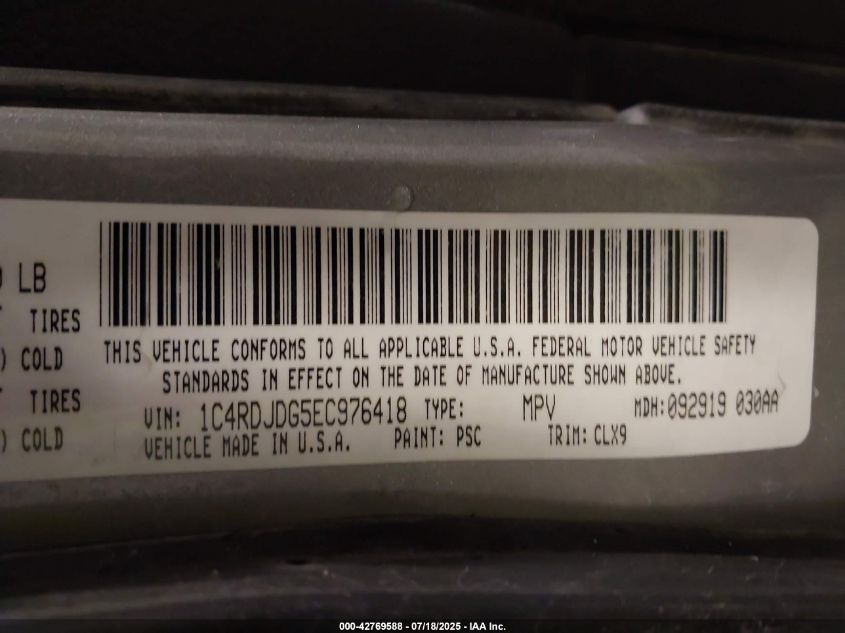 LB
TIRES
) COLD
TIRES
) COLD
THIS VEHICLE CONFORMS TO ALL APPLICABLE U.S.A. FEDERAL MOTOR VEHICLE SAFETY
STANDARDS IN EFFECT ON THE DATE OF MANUFACTURE SHOWN ABOVE.
VIN: 1C4RDJDG5EC976418 TYPE: MPV MDH:092919 030AA
VEHICLE MADE IN U.S.A. PAINT: PSC TRIM: CLX9
000-42769588 - 07/18/2025 - IAA Inc.